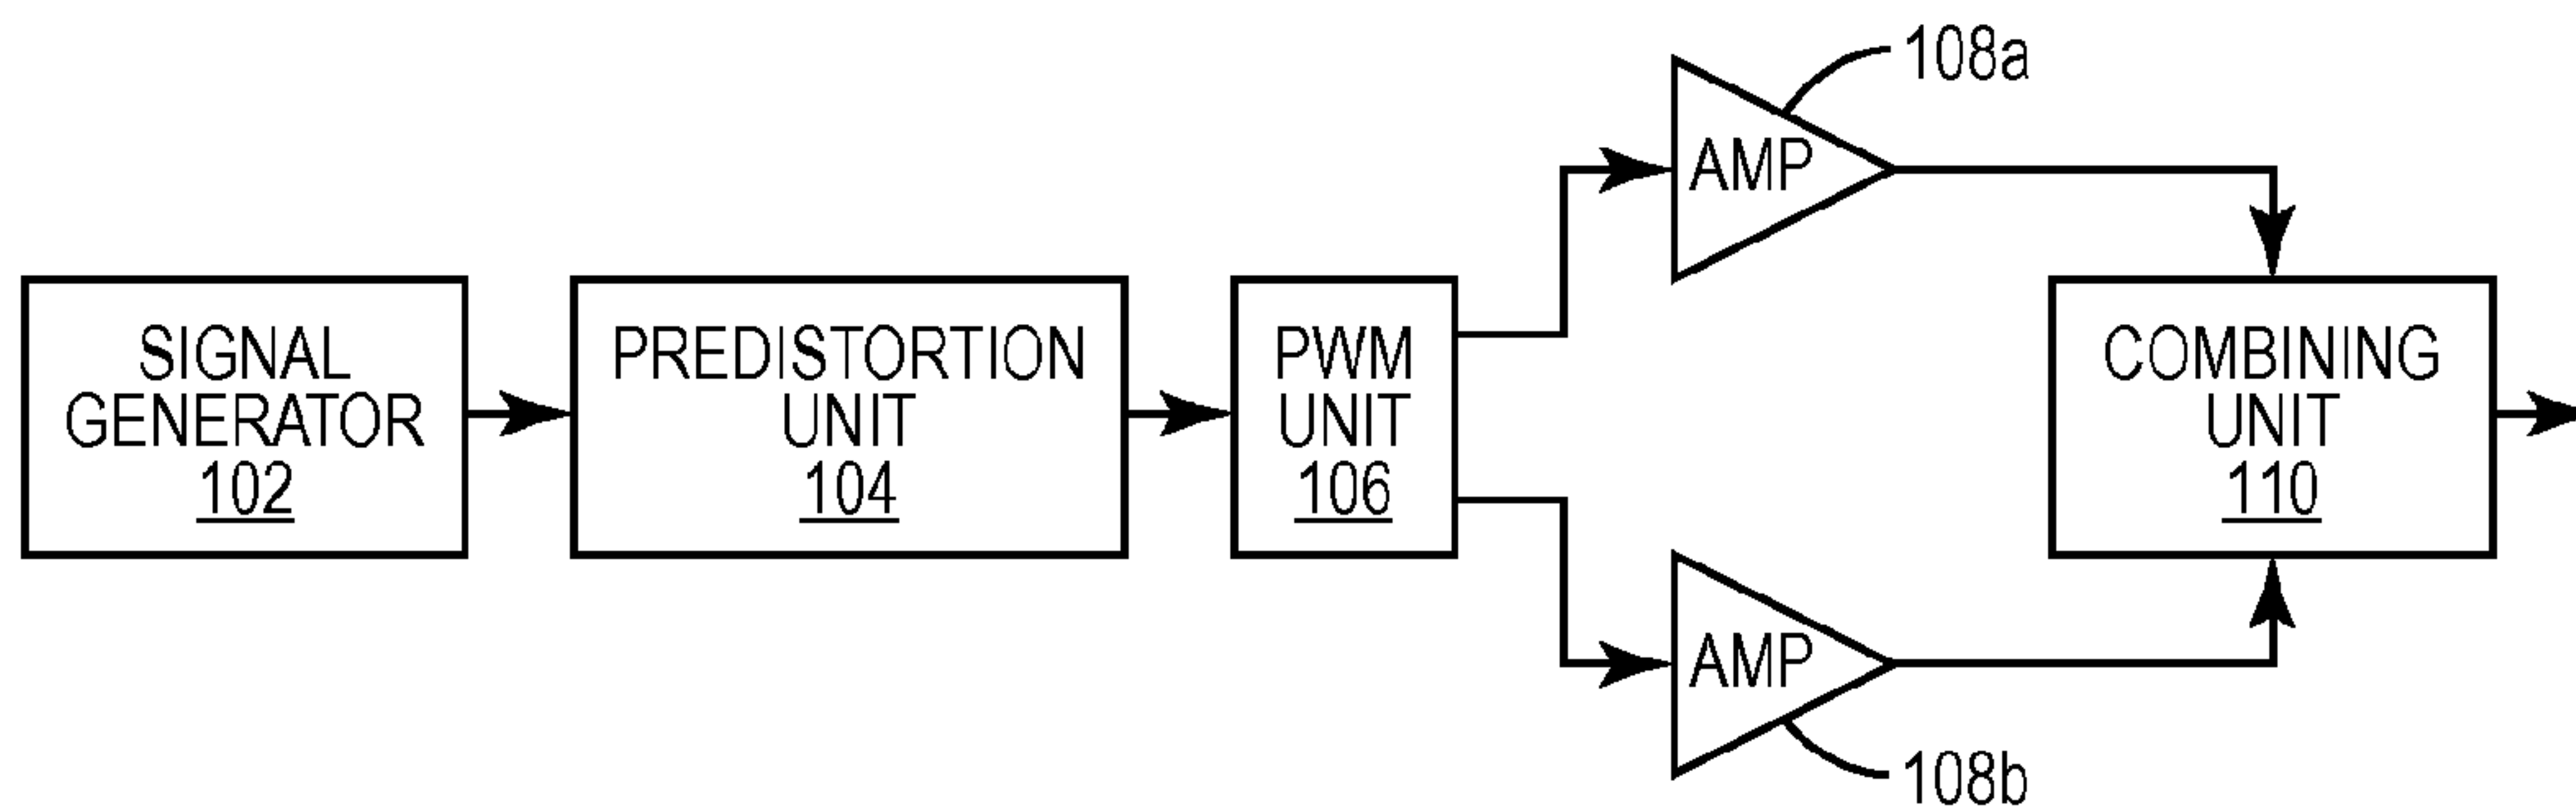 SIGNAL
GENERATOR
102
PREDISTORTION
UNIT
104
PWM
UNIT
106
AMP
108a
AMP
108b
COMBINING
UNIT
110